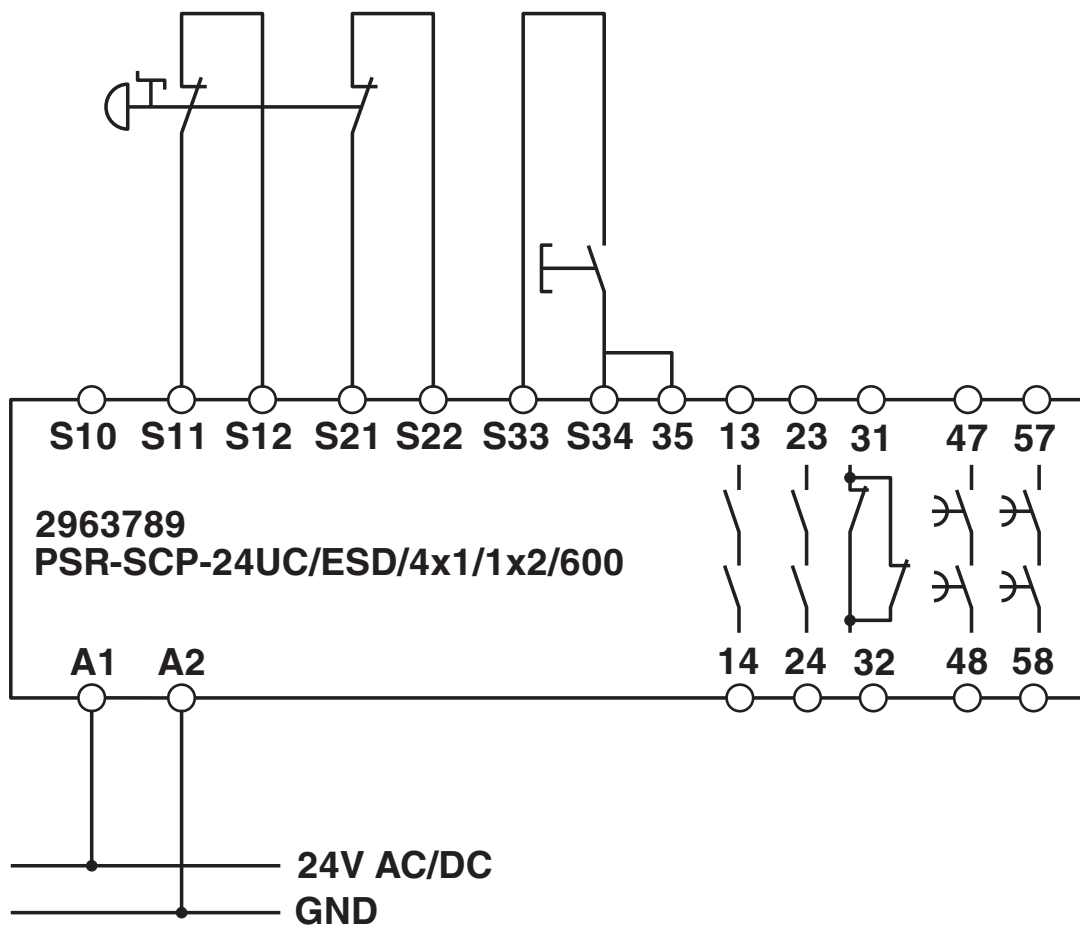 S10 S11 S12 S21 S22 S33 S34 35 13 23 31 47 57
2963789
PSR-SCP-24UC/ESD/4x1/1x2/600
A1 A2 14 24 32 48 58
24V AC/DC
GND